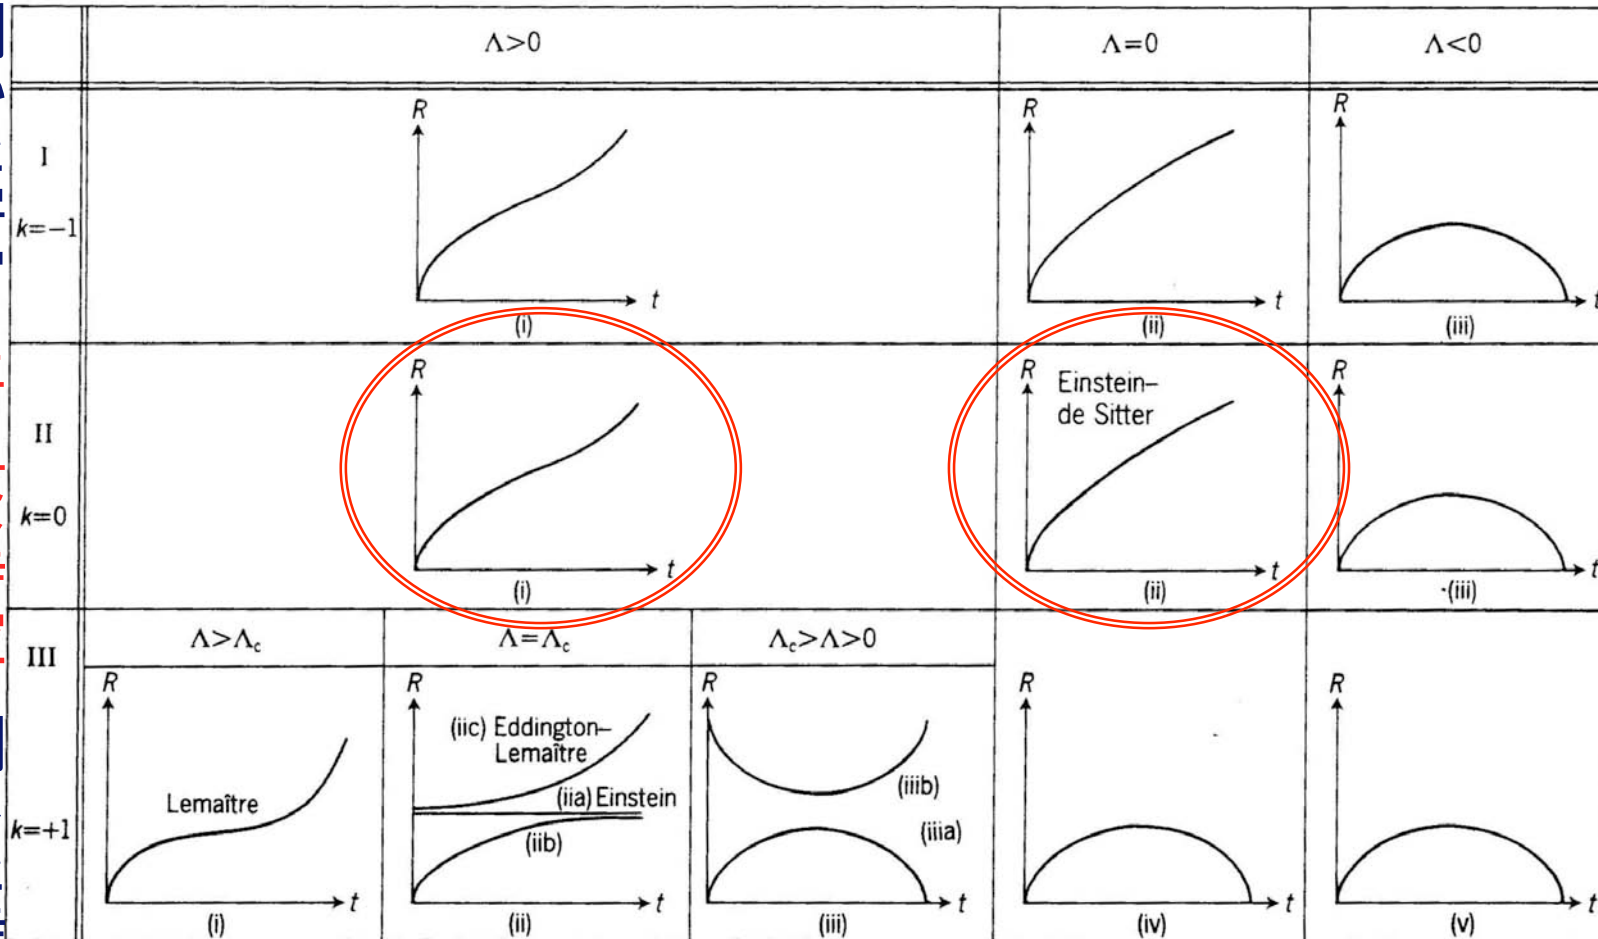 Λ>0
Λ=0
Λ<0
I
k=−1
R
t
(i)
R
t
(ii)
R
t
(iii)
II
k=0
R
t
(i)
R
Einstein–
de Sitter
t
(ii)
R
t
(iii)
III
k=+1
Λ>Λc
Λ=Λc
Λc>Λ>0
R
Lemaître
t
(i)
R
(iic) Eddington–
Lemaître
(iia) Einstein
(iib)
t
(ii)
R
(iiib)
(iiia)
t
(iii)
R
t
(iv)
R
t
(v)